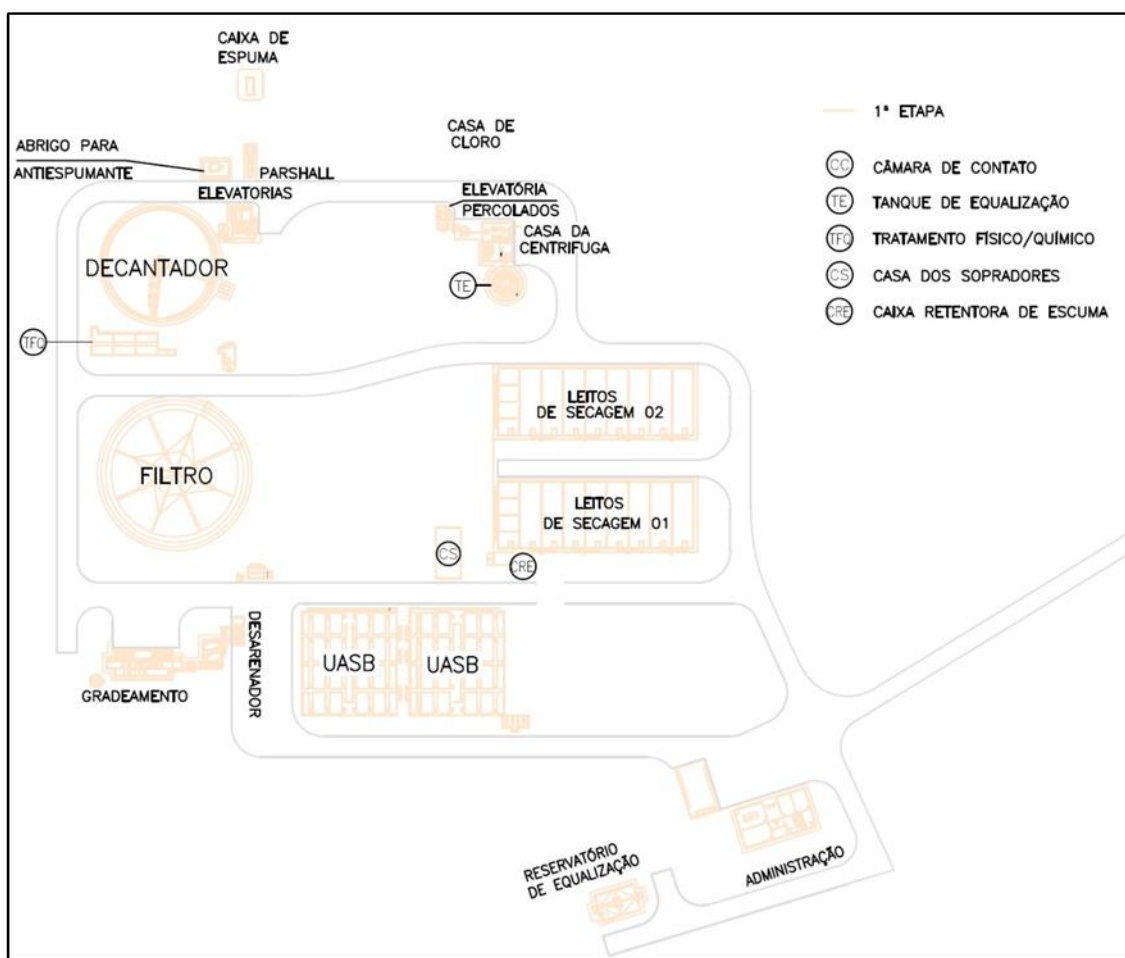 CAIXA DE
ESPUMA
ABRIGO PARA
ANTIESPUMANTE
PARSHALL
ELEVATORIAS
CASA DE
CLORO
ELEVATÓRIA
PERCOLADOS
CASA DA
CENTRIFUGA
DECANTADOR
TE
TFQ
LEITOS
DE SECAGEM 02
FILTRO
LEITOS
DE SECAGEM 01
CS
CRE
DESARENADOR
UASB
UASB
GRADEAMENTO
RESERVATÓRIO
DE EQUALIZAÇÃO
ADMINISTRAÇÃO
1ª ETAPA
CC CÂMARA DE CONTATO
TE TANQUE DE EQUALIZAÇÃO
TFQ TRATAMENTO FÍSICO/QUÍMICO
CS CASA DOS SOPRADORES
CRE CAIXA RETENTORA DE ESCUMA